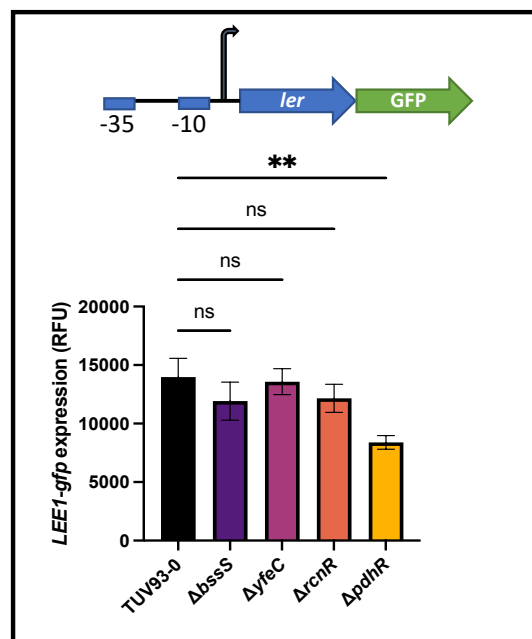 ler GFP
-35 -10
**
ns
ns
ns
20000
15000
10000
5000
0
LEE1-gfp expression (RFU)
TUV93-0 ΔbssS ΔyfeC ΔrcnR ΔpdhR